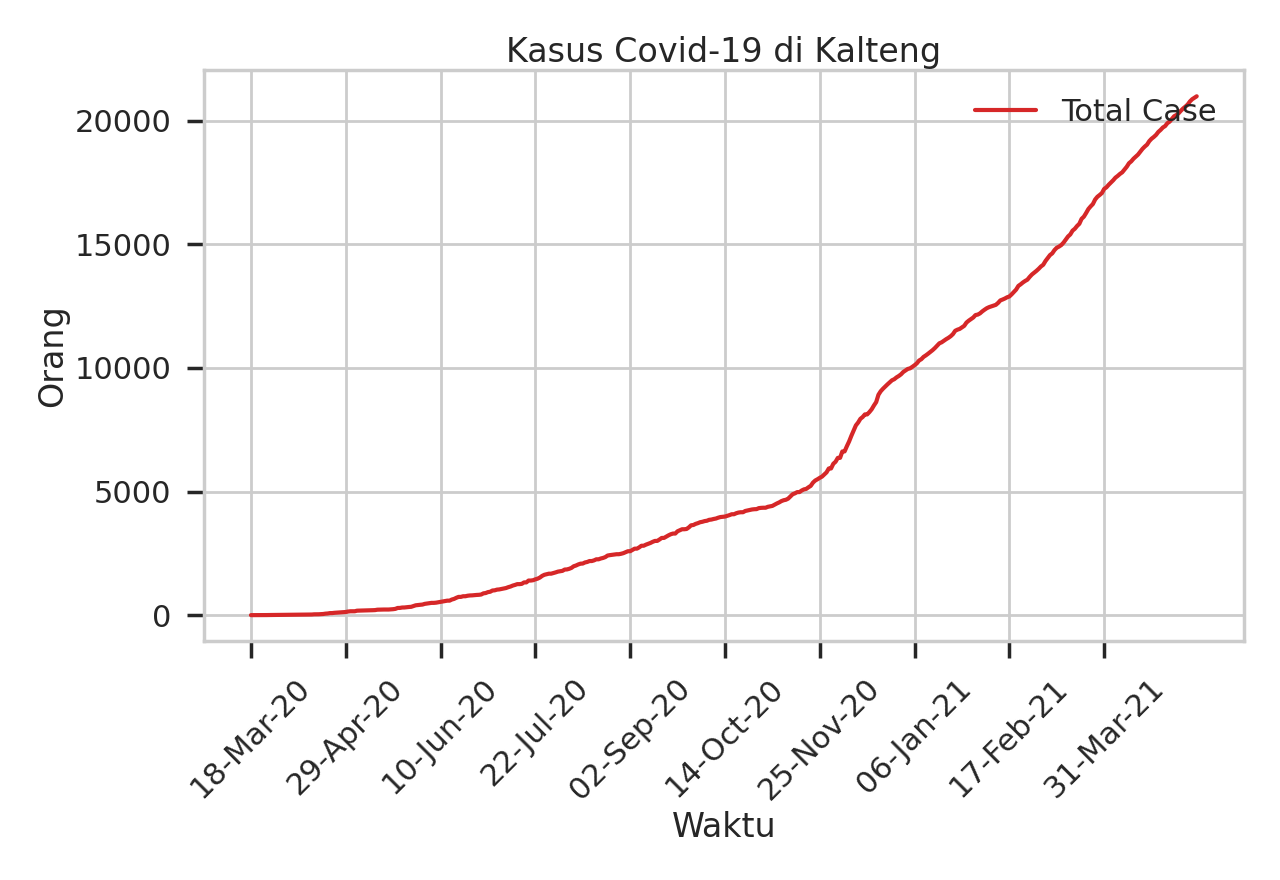 Kasus Covid-19 di Kalteng
Total Case
20000
15000
10000
5000
0
Orang
18-Mar-20
29-Apr-20
10-Jun-20
22-Jul-20
02-Sep-20
14-Oct-20
25-Nov-20
06-Jan-21
17-Feb-21
31-Mar-21
Waktu